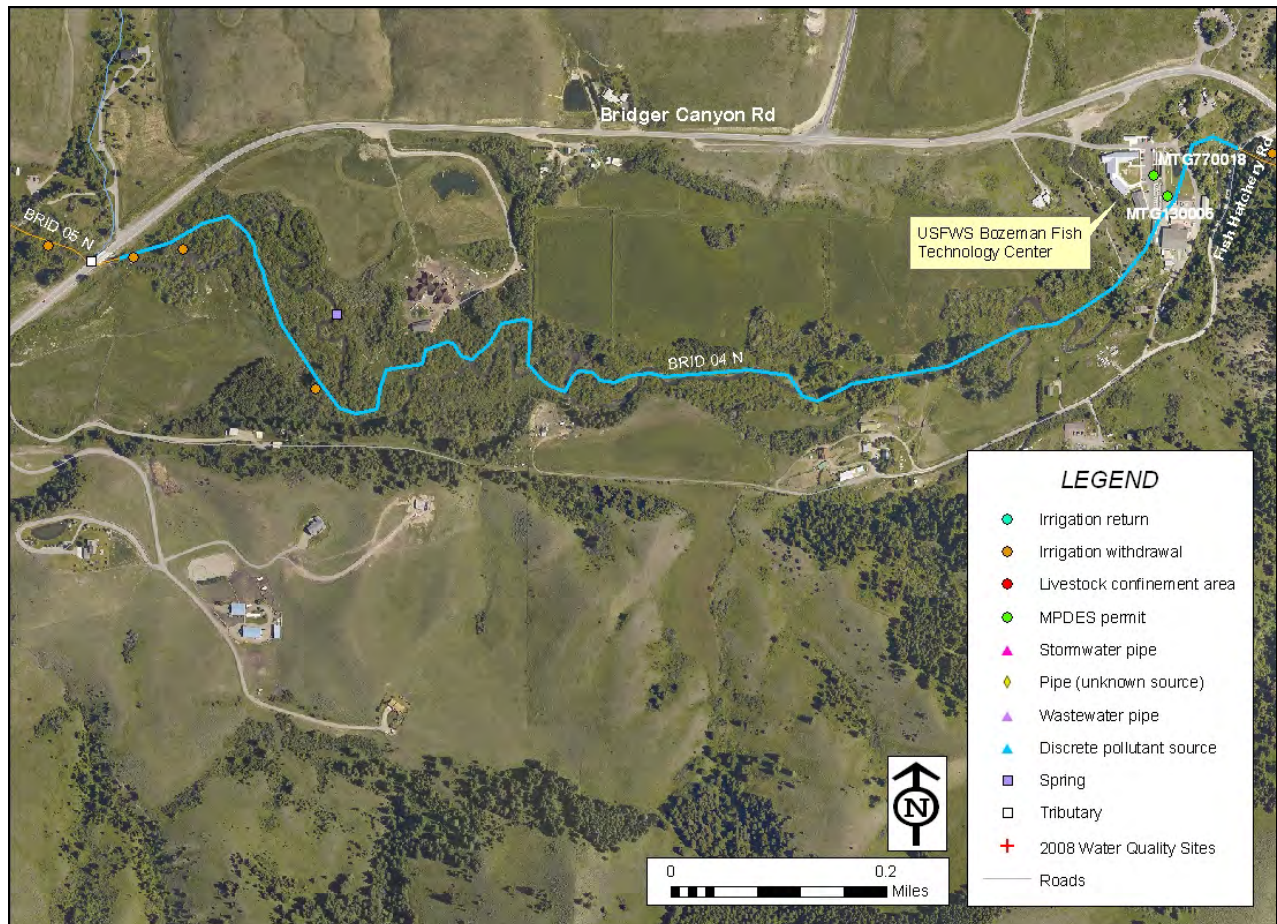 Bridger Canyon Rd
MTG770018
MTG130006
Fish Hatchery Rd
USFWS Bozeman Fish
Technology Center
BRID 05 N
BRID 04 N
LEGEND
Irrigation return
Irrigation withdrawal
Livestock confinement area
MPDES permit
Stormwater pipe
Pipe (unknown source)
Wastewater pipe
Discrete pollutant source
Spring
Tributary
2008 Water Quality Sites
Roads
N
0 0.2
Miles